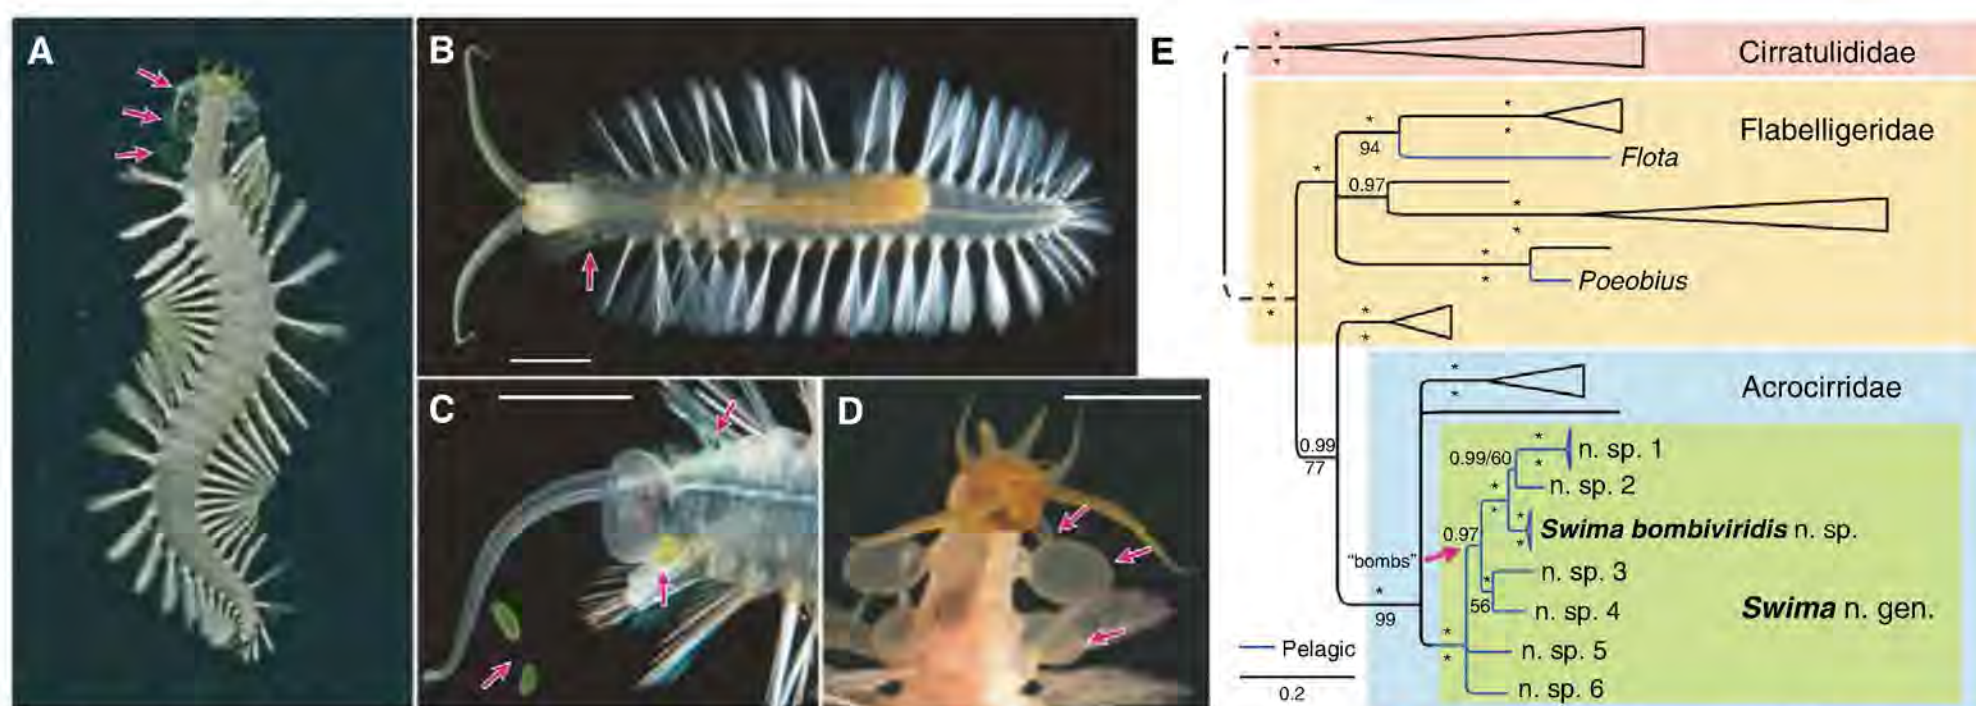 A
B
C
D
E
*
*
Cirratulididae
Flabelligeridae
*
94
*
*
Flota
*
0.97
*
*
*
*
Poeobius
*
*
*
*
*
*
Acrocirridae
0.99
77
0.99/60
*
*
n. sp. 1
n. sp. 2
*
*
*
*
Swima bombiviridis n. sp.
0.97
"bombs"
*
n. sp. 3
56
n. sp. 4
Swima n. gen.
*
99
*
*
n. sp. 5
n. sp. 6
Pelagic
0.2